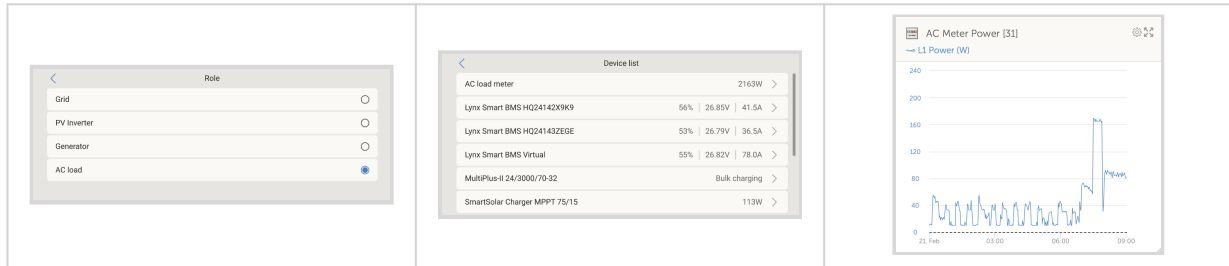 Role
Grid
PV Inverter
Generator
AC load
Device list
AC load meter 2163W
Lynx Smart BMS HQ24142X9K9 56% 26.85V 41.5A
Lynx Smart BMS HQ24143ZEGE 53% 26.79V 36.5A
Lynx Smart BMS Virtual 55% 26.82V 78.0A
MultiPlus-II 24/3000/70-32 Bulk charging
SmartSolar Charger MPPT 75/15 113W
AC Meter Power [31]
L1 Power (W)
240
200
160
120
80
40
0
21. Feb 03:00 06:00 09:00